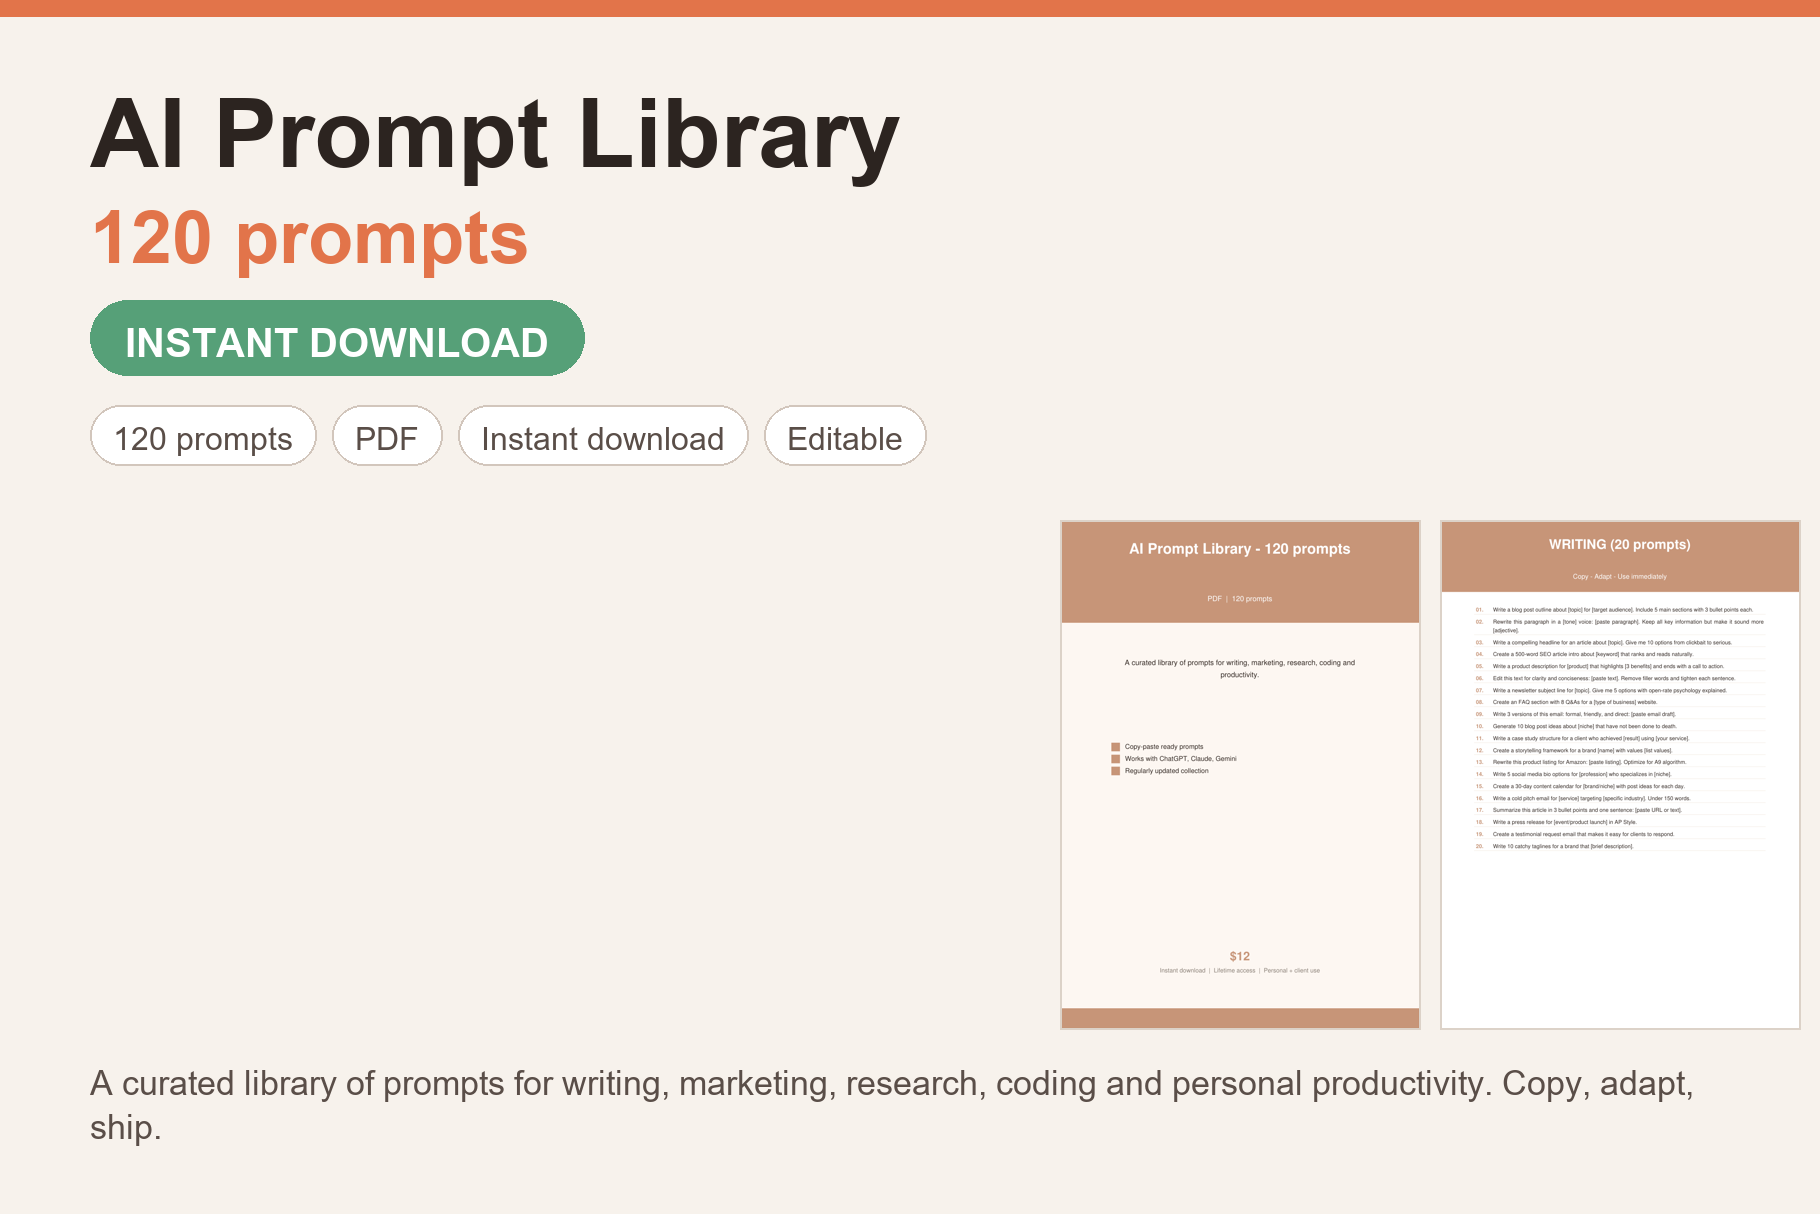 AI Prompt Library
120 prompts
INSTANT DOWNLOAD
120 prompts
PDF
Instant download
Editable
AI Prompt Library - 120 prompts
PDF | 120 prompts
A curated library of prompts for writing, marketing, research, coding and
productivity.
Copy-paste ready prompts
Works with ChatGPT, Claude, Gemini
Regularly updated collection
$12
Instant download | Lifetime access | Personal + client use
WRITING (20 prompts)
Copy - Adapt - Use immediately
01. Write a blog post outline about [topic] for [target audience]. Include 5 main sections with 3 bullet points each.
02. Rewrite this paragraph in a [tone] voice: [paste paragraph]. Keep all key information but make it sound more
[adjective].
03. Write a compelling headline for an article about [topic]. Give me 10 options from clickbait to serious.
04. Create a 500-word SEO article intro about [keyword] that ranks and reads naturally.
05. Write a product description for [product] that highlights [3 benefits] and ends with a call to action.
06. Edit this text for clarity and conciseness: [paste text]. Remove filler words and tighten each sentence.
07. Write a newsletter subject line for [topic]. Give me 5 options with open-rate psychology explained.
08. Create an FAQ section with 8 Q&As for a [type of business] website.
09. Write 3 versions of this email: formal, friendly, and direct: [paste email draft].
10. Generate 10 blog post ideas about [niche] that have not been done to death.
11. Write a case study structure for a client who achieved [result] using [your service].
12. Create a storytelling framework for a brand [name] with values [list values].
13. Rewrite this product listing for Amazon: [paste listing]. Optimize for A9 algorithm.
14. Write 5 social media bio options for [profession] who specializes in [niche].
15. Create a 30-day content calendar for [brand/niche] with post ideas for each day.
16. Write a cold pitch email for [service] targeting [specific industry]. Under 150 words.
17. Summarize this article in 3 bullet points and one sentence: [paste URL or text].
18. Write a press release for [event/product launch] in AP Style.
19. Create a testimonial request email that makes it easy for clients to respond.
20. Write 10 catchy taglines for a brand that [brief description].
A curated library of prompts for writing, marketing, research, coding and personal productivity. Copy, adapt,
ship.